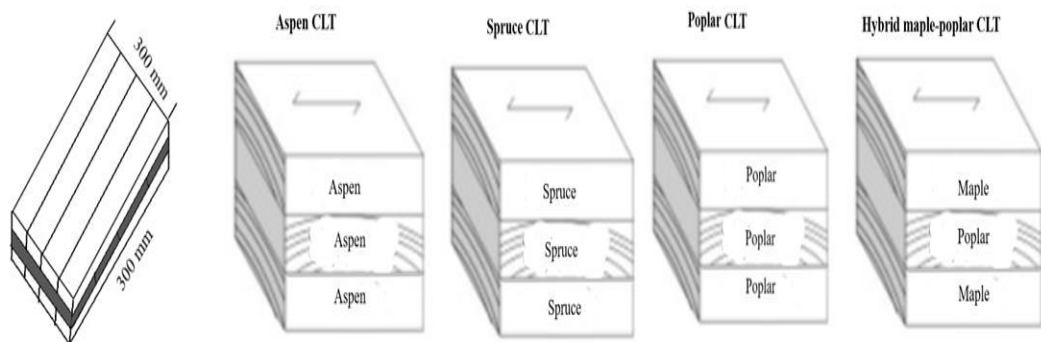 300 mm
300 mm
Aspen CLT
Aspen
Aspen
Aspen
Spruce CLT
Spruce
Spruce
Spruce
Poplar CLT
Poplar
Poplar
Poplar
Hybrid maple-poplar CLT
Maple
Poplar
Maple